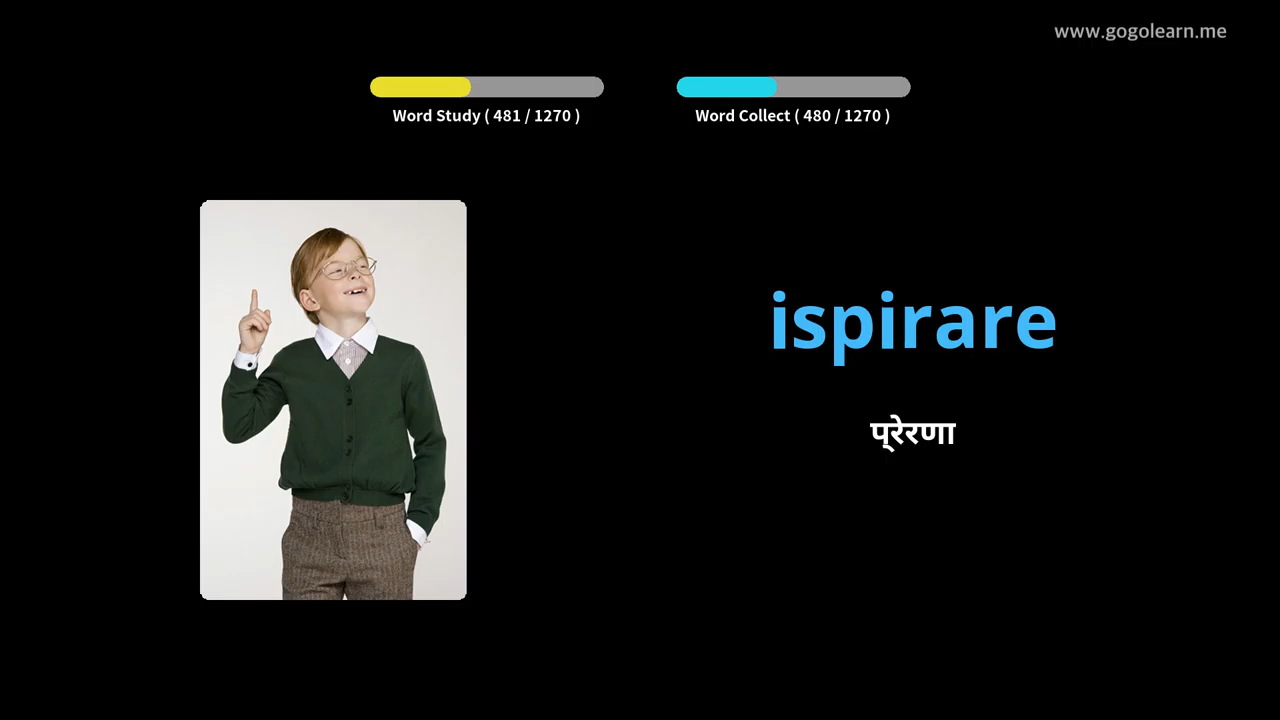 www.gogolearn.me
Word Study ( 481 / 1270 )
Word Collect ( 480 / 1270 )
ispirare
प्रेरणा